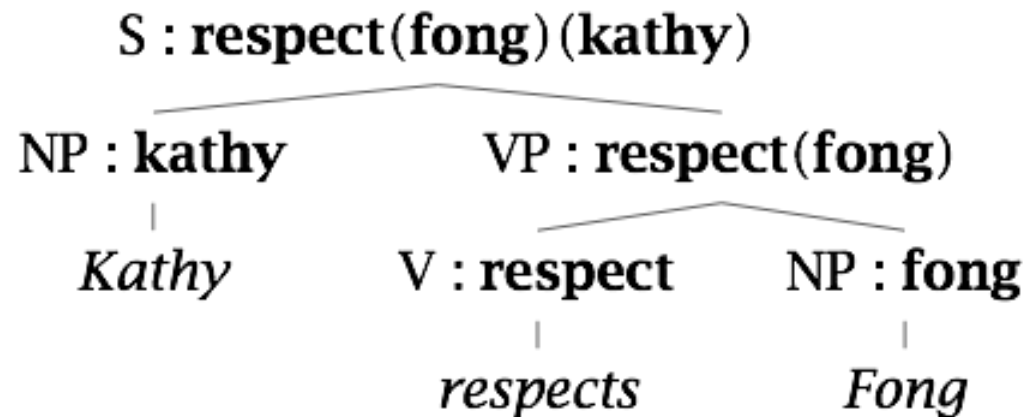 S : respect(fong)(kathy)
NP : kathy VP : respect(fong)
Kathy V : respect NP : fong
respects Fong